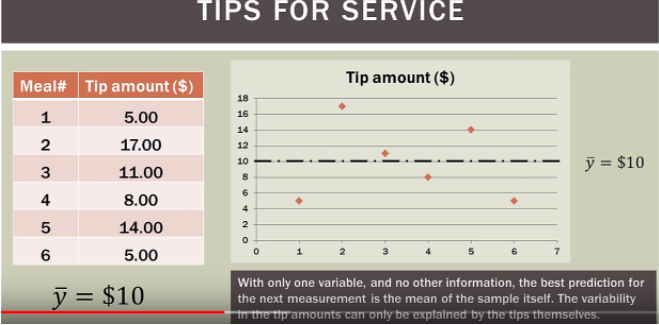 TIPS FOR SERVICE
Meal# Tip amount ($)
1 5.00
2 17.00
3 11.00
4 8.00
5 14.00
6 5.00
ȳ = $10
Tip amount ($)
18
16
14
12
10
8
6
4
2
0
0 1 2 3 4 5 6 7
ȳ = $10
With only one variable, and no other information, the best prediction for
the next measurement is the mean of the sample itself. The variability
in the tip amounts can only be explained by the tips themselves.